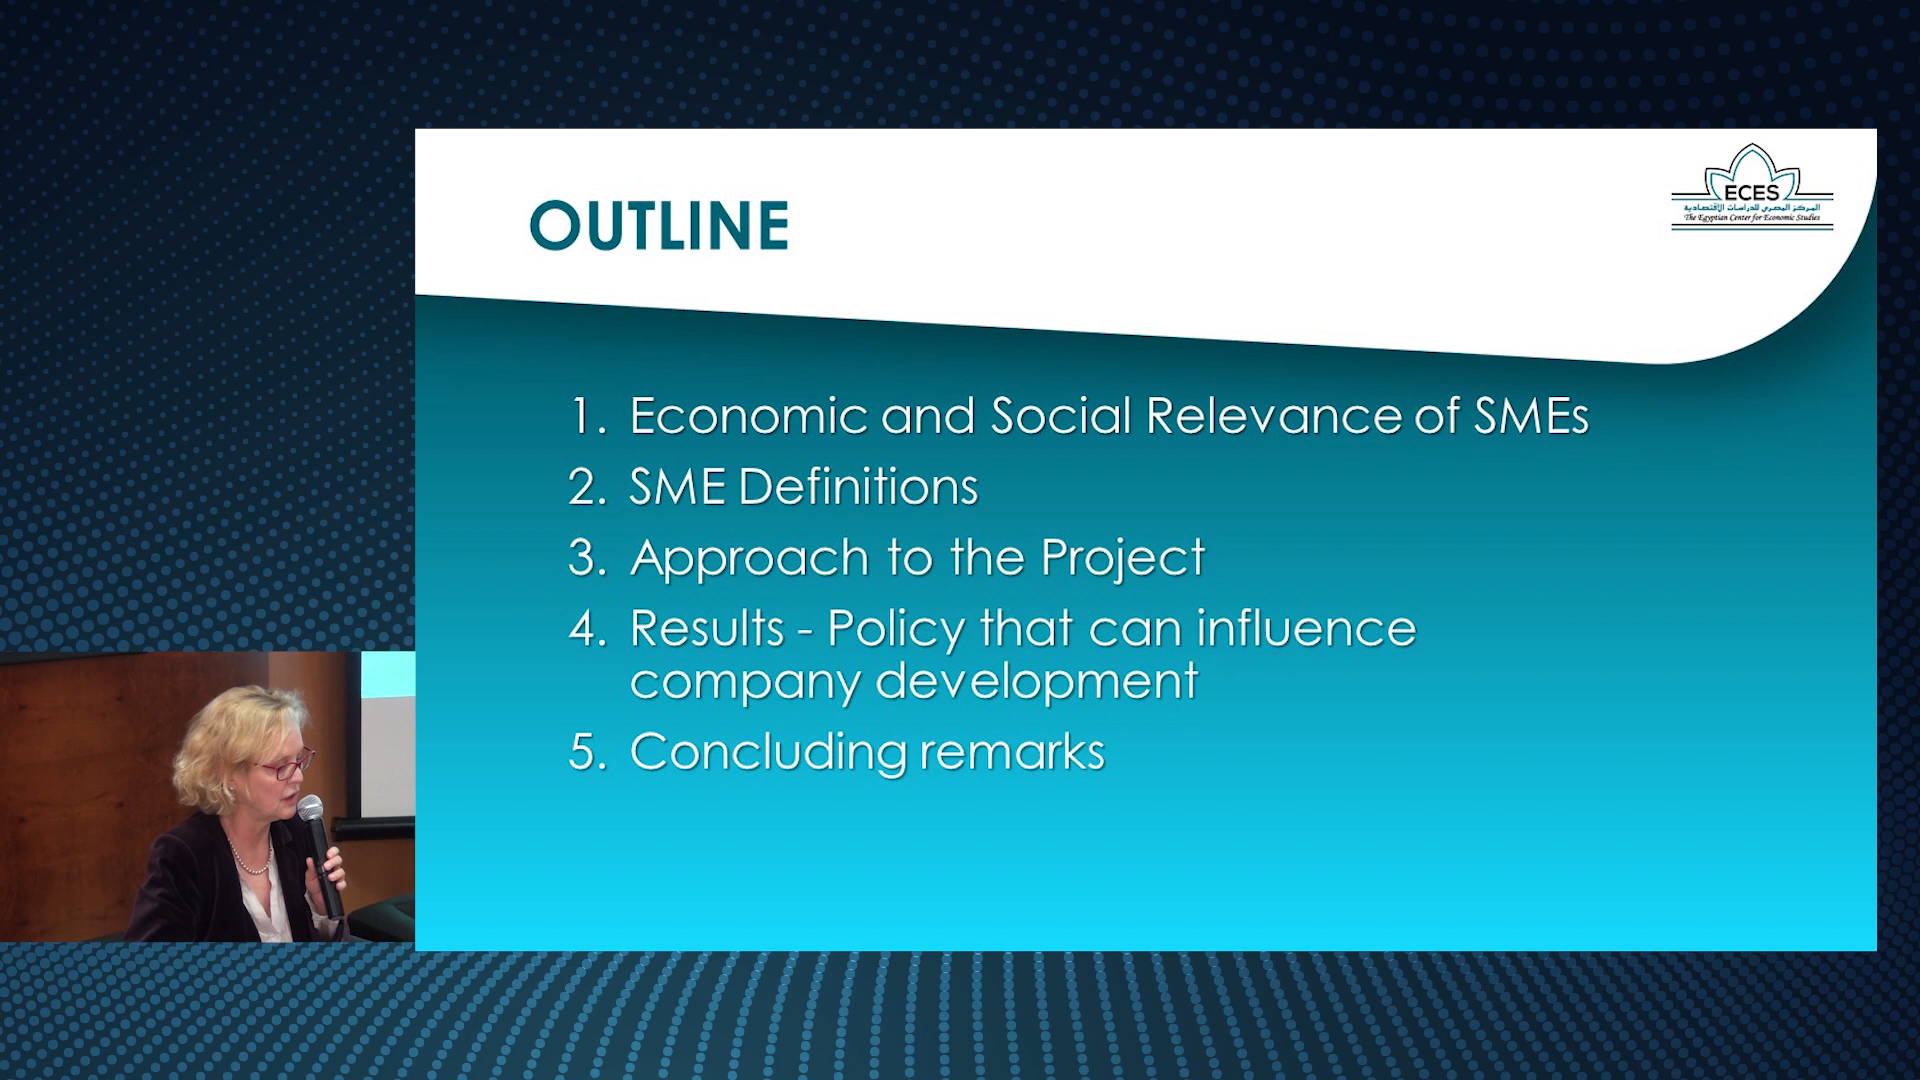 OUTLINE
ECES
المركز المصري للدراسات الاقتصادية
The Egyptian Center for Economic Studies
1. Economic and Social Relevance of SMEs
2. SME Definitions
3. Approach to the Project
4. Results - Policy that can influence
company development
5. Concluding remarks